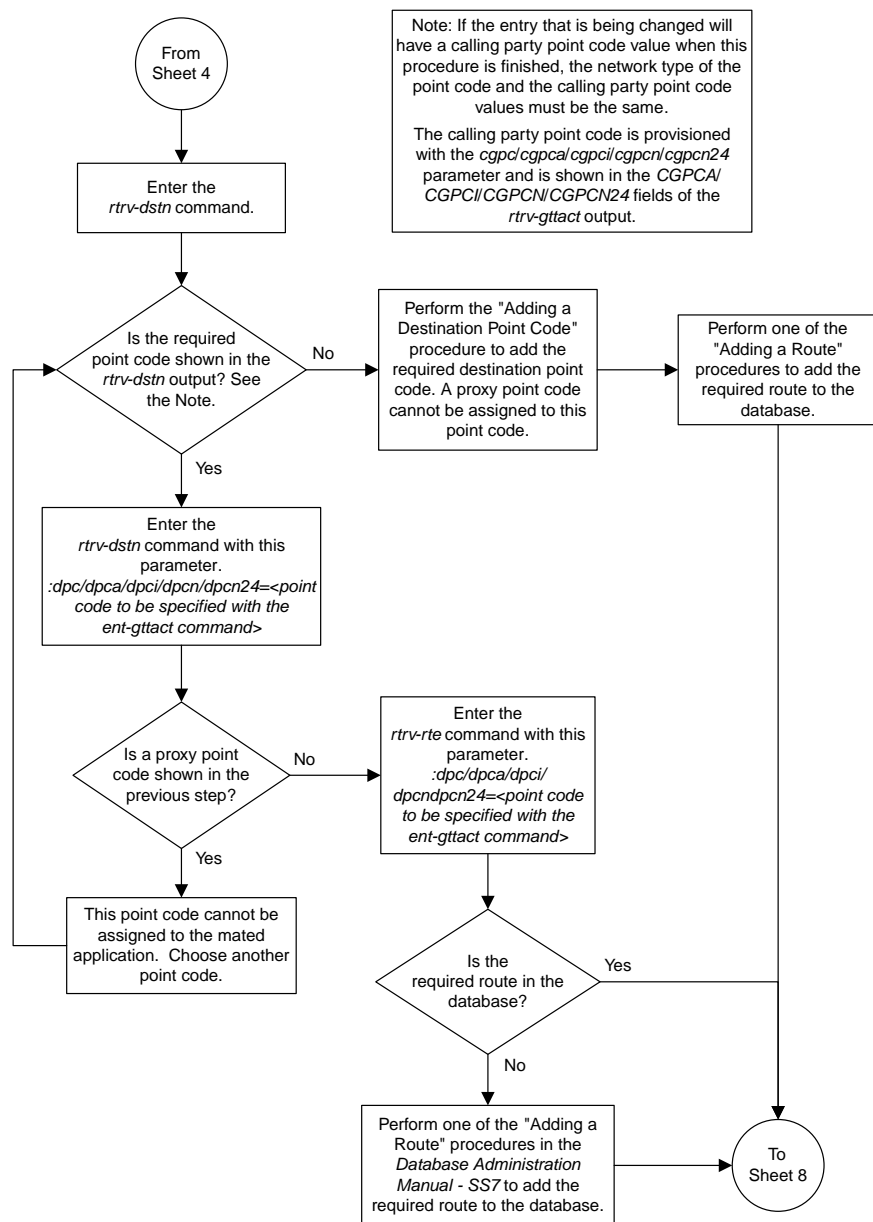 From
Sheet 4
Note: If the entry that is being changed will
have a calling party point code value when this
procedure is finished, the network type of the
point code and the calling party point code
values must be the same.
The calling party point code is provisioned
with the cgpc/cgpca/cgpci/cgpcn/cgpcn24
parameter and is shown in the CGPCA/
CGPCI/CGPCN/CGPCN24 fields of the
rtrv-gttact output.
Enter the
rtrv-dstn command.
Is the required
point code shown in the
rtrv-dstn output? See
the Note.
No
Perform the "Adding a
Destination Point Code"
procedure to add the
required destination point
code. A proxy point code
cannot be assigned to this
point code.
Perform one of the
"Adding a Route"
procedures to add the
required route to the
database.
Yes
Enter the
rtrv-dstn command with this
parameter.
:dpc/dpca/dpci/dpcn/dpcn24=<point
code to be specified with the
ent-gttact command>
Is a proxy point
code shown in the
previous step?
No
Enter the
rtrv-rte command with this
parameter.
:dpc/dpca/dpci/
dpcndpcn24=<point code
to be specified with the
ent-gttact command>
Yes
This point code cannot be
assigned to the mated
application. Choose another
point code.
Is the
required route in the
database?
Yes
No
Perform one of the "Adding a
Route" procedures in the
Database Administration
Manual - SS7 to add the
required route to the database.
To
Sheet 8